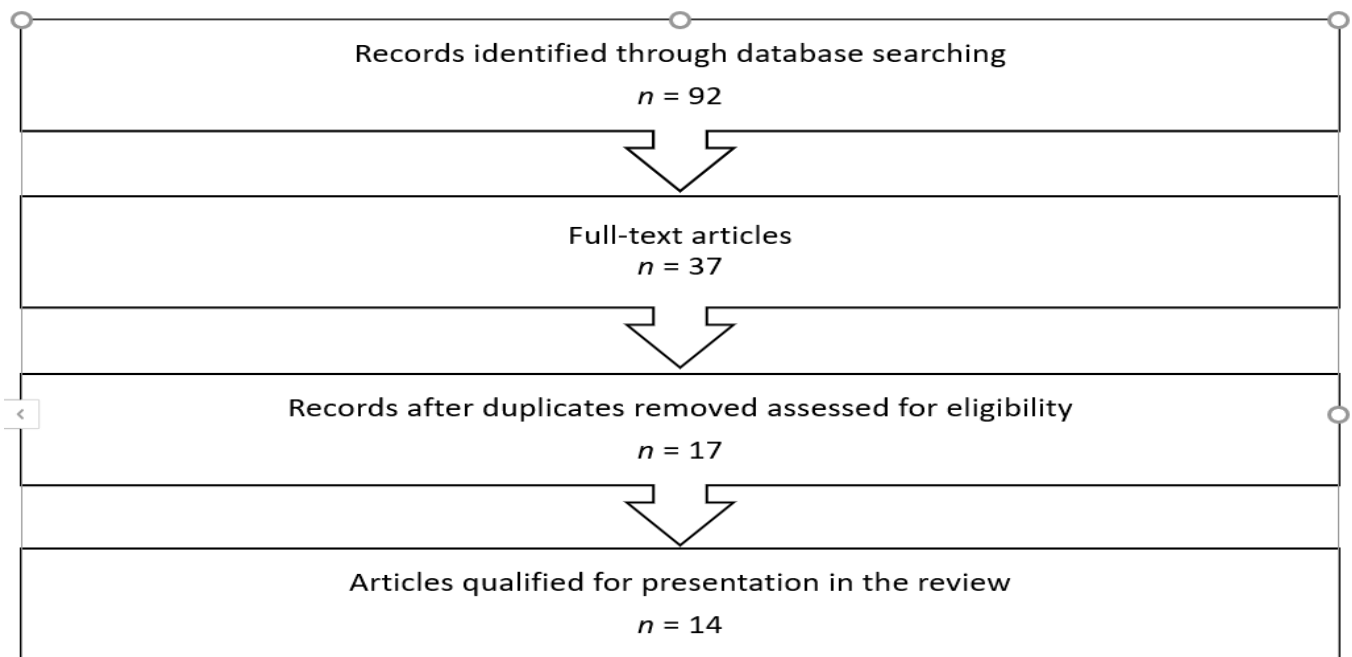 Records identified through database searching
n = 92
Full-text articles
n = 37
Records after duplicates removed assessed for eligibility
n = 17
Articles qualified for presentation in the review
n = 14